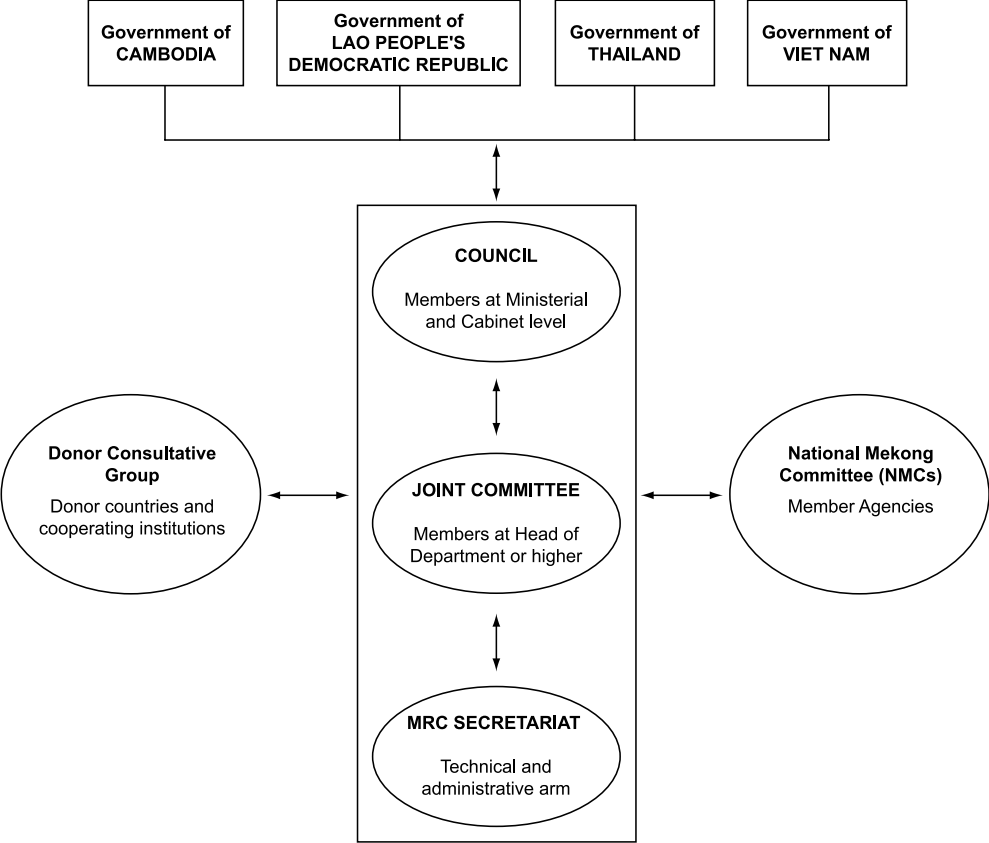 Government of
CAMBODIA
Government of
LAO PEOPLE'S
DEMOCRATIC REPUBLIC
Government of
THAILAND
Government of
VIET NAM
COUNCIL
Members at Ministerial
and Cabinet level
Donor Consultative
Group
Donor countries and
cooperating institutions
JOINT COMMITTEE
Members at Head of
Department or higher
National Mekong
Committee (NMCs)
Member Agencies
MRC SECRETARIAT
Technical and
administrative arm